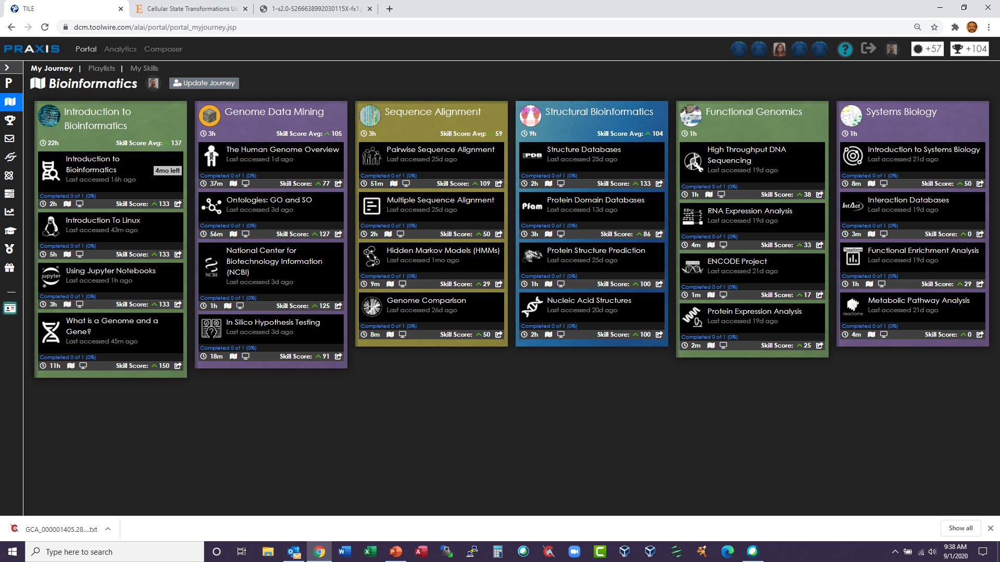 TILE
Cellular State Transformations Us
1-s2.0-S266638992030115X-fx1.j
dcm.toolwire.com/alai/portal/portal_myjourney.jsp
PRAXIS Portal Analytics Composer
+57 +104
My Journey | Playlists | My Skills
P
Bioinformatics Update Journey
Introduction to
Bioinformatics
22h Skill Score Avg: 137
Introduction to
Bioinformatics
4mo left
Last accessed 16h ago
Completed 0 of 1 (0%)
2h Skill Score: 133
Introduction To Linux
Last accessed 43m ago
Completed 0 of 1 (0%)
5h Skill Score: 133
jupyter
Using Jupyter Notebooks
Last accessed 1h ago
Completed 0 of 1 (0%)
3h Skill Score: 133
What is a Genome and a
Gene?
Last accessed 45m ago
Completed 0 of 1 (0%)
11h Skill Score: 150
Genome Data Mining
3h Skill Score Avg: 105
The Human Genome Overview
Last accessed 1d ago
Completed 0 of 1 (0%)
37m Skill Score: 77
Ontologies: GO and SO
Last accessed 3d ago
Completed 0 of 1 (0%)
56m Skill Score: 127
NCBI
National Center for
Biotechnology Information
(NCBI)
Last accessed 3d ago
Completed 0 of 1 (0%)
1h Skill Score: 125
In Silico Hypothesis Testing
Last accessed 3d ago
Completed 0 of 1 (0%)
18m Skill Score: 91
Sequence Alignment
3h Skill Score Avg: 59
Pairwise Sequence Alignment
Last accessed 25d ago
Completed 0 of 1 (0%)
51m Skill Score: 109
Multiple Sequence Alignment
Last accessed 25d ago
Completed 0 of 1 (0%)
2h Skill Score: 50
Hidden Markov Models (HMMs)
Last accessed 1mo ago
Completed 0 of 1 (0%)
9m Skill Score: 29
Genome Comparison
Last accessed 26d ago
Completed 0 of 1 (0%)
8m Skill Score: 50
Structural Bioinformatics
9h Skill Score Avg: 104
PDB
Structure Databases
Last accessed 25d ago
Completed 0 of 1 (0%)
2h Skill Score: 133
Pfam
Protein Domain Databases
Last accessed 13d ago
Completed 0 of 1 (0%)
3h Skill Score: 86
Protein Structure Prediction
Last accessed 25d ago
Completed 0 of 1 (0%)
1h Skill Score: 100
Nucleic Acid Structures
Last accessed 20d ago
Completed 0 of 1 (0%)
2h Skill Score: 100
Functional Genomics
1h
High Throughput DNA
Sequencing
Last accessed 19d ago
Completed 0 of 1 (0%)
1h Skill Score: 38
RNA Expression Analysis
Last accessed 19d ago
Completed 0 of 1 (0%)
4m Skill Score: 33
ENCODE
ENCODE Project
Last accessed 21d ago
Completed 0 of 1 (0%)
1m Skill Score: 17
Protein Expression Analysis
Last accessed 19d ago
Completed 0 of 1 (0%)
2m Skill Score: 25
Systems Biology
1h
Introduction to Systems Biology
Last accessed 21d ago
Completed 0 of 1 (0%)
8m Skill Score: 50
IntAct
Interaction Databases
Last accessed 19d ago
Completed 0 of 1 (0%)
3m Skill Score: 0
ToppGene
Functional Enrichment Analysis
Last accessed 19d ago
Completed 0 of 1 (0%)
1h Skill Score: 29
reactome
Metabolic Pathway Analysis
Last accessed 21d ago
Completed 0 of 1 (0%)
4m Skill Score: 0
GCA_000001405.28....txt
Show all
Type here to search
9:38 AM
9/1/2020